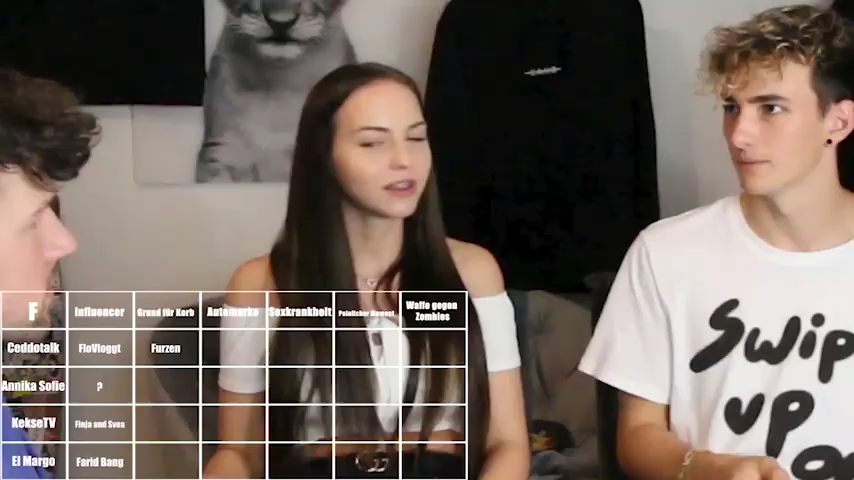 F Influencer Grund für Korb Automarke Sexkrankheit Peinlicher Moment Waffe gegen Zombies
Ceddotalk FloVloggt Furzen
Annika Sofie ?
KekseTV Finja and Svea
El Margo Farid Bang
Swip
up